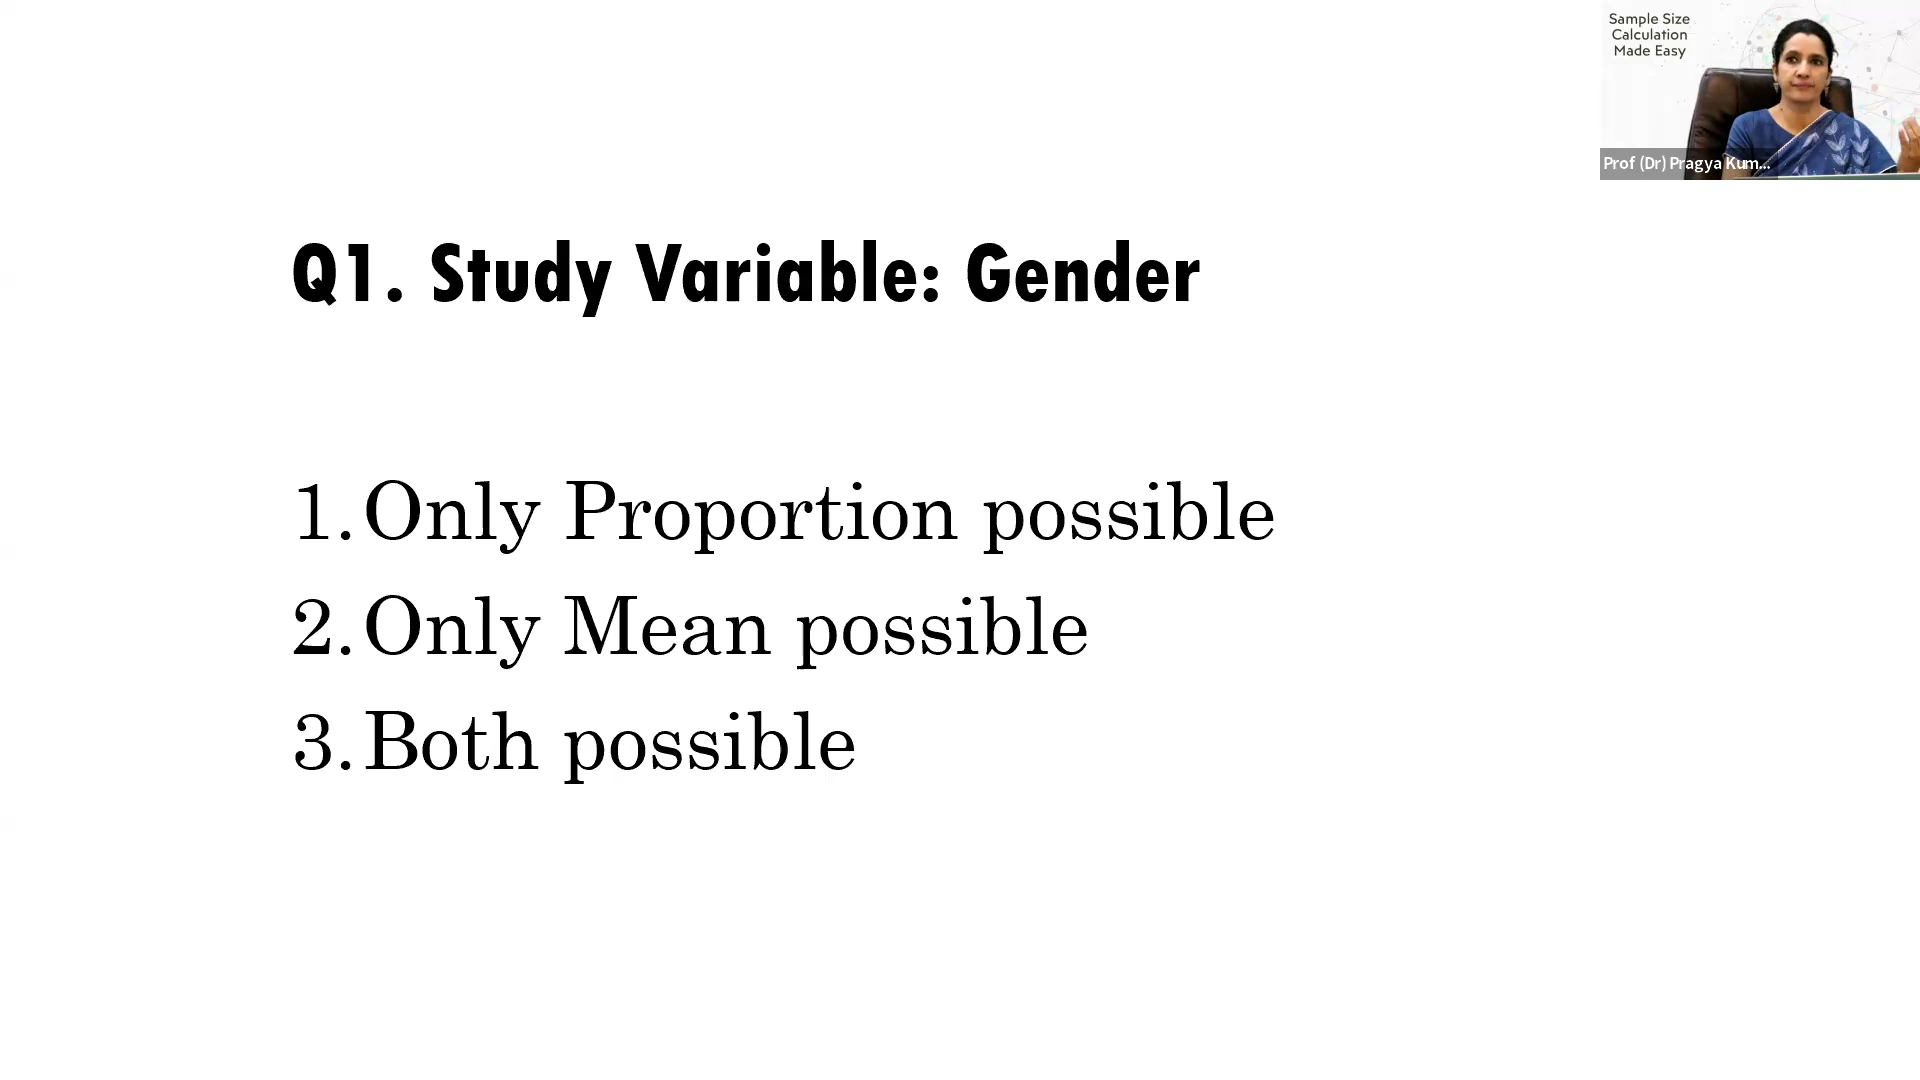 Sample Size
Calculation
Made Easy
Prof (Dr) Pragya Kum...
Q1. Study Variable: Gender
1. Only Proportion possible
2. Only Mean possible
3. Both possible